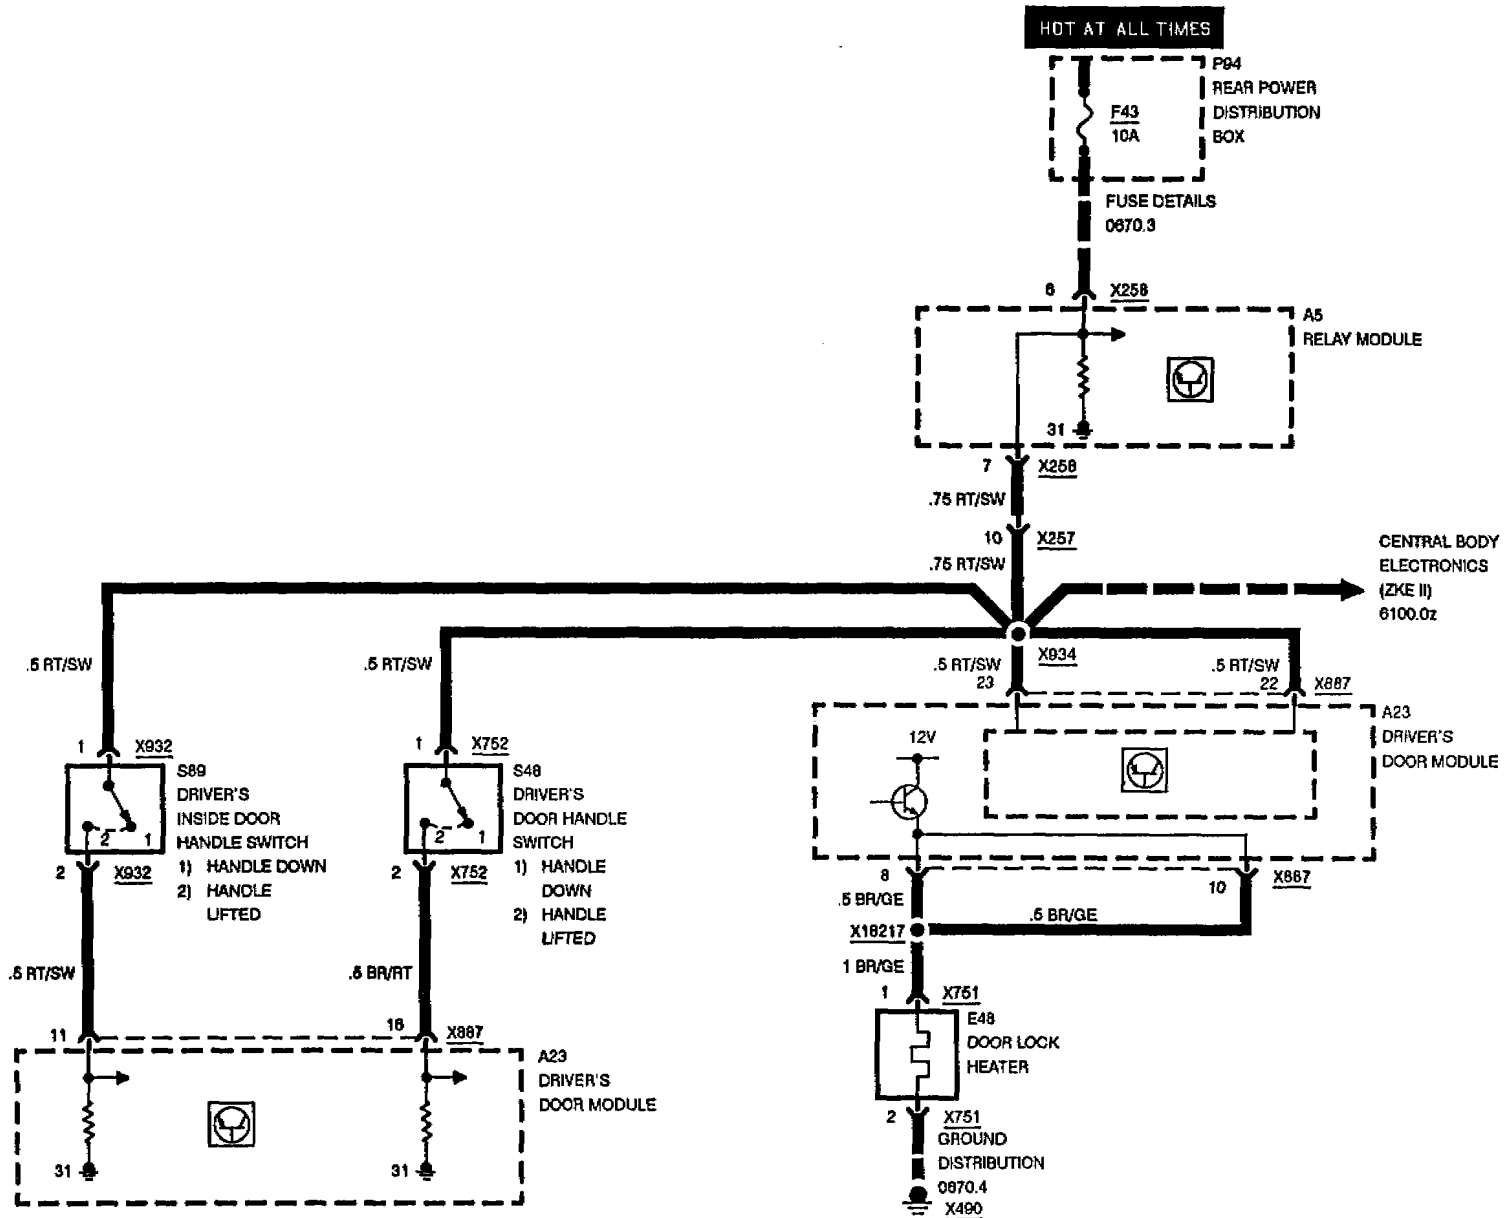 HOT AT ALL TIMES
P94
REAR POWER
DISTRIBUTION
BOX
F43
10A
FUSE DETAILS
0670.3
6 X258
A5
RELAY MODULE
31
7 X258
.75 RT/SW
10 X257
.75 RT/SW
CENTRAL BODY
ELECTRONICS
(ZKE II)
6100.0z
X934
.5 RT/SW
.5 RT/SW
.5 RT/SW
.5 RT/SW
23
22 X887
1 X932
1 X752
A23
DRIVER'S
DOOR MODULE
12V
S89
DRIVER'S
INSIDE DOOR
HANDLE SWITCH
1) HANDLE DOWN
2) HANDLE
LIFTED
2 1
2 X932
S48
DRIVER'S
DOOR HANDLE
SWITCH
1) HANDLE
DOWN
2) HANDLE
LIFTED
2 1
2 X752
8
10 X887
.5 BR/GE
.5 BR/GE
X18217
1 BR/GE
.5 RT/SW
.5 BR/RT
1 X751
E48
DOOR LOCK
HEATER
11
16 X887
A23
DRIVER'S
DOOR MODULE
31
31
2 X751
GROUND
DISTRIBUTION
0670.4
X490